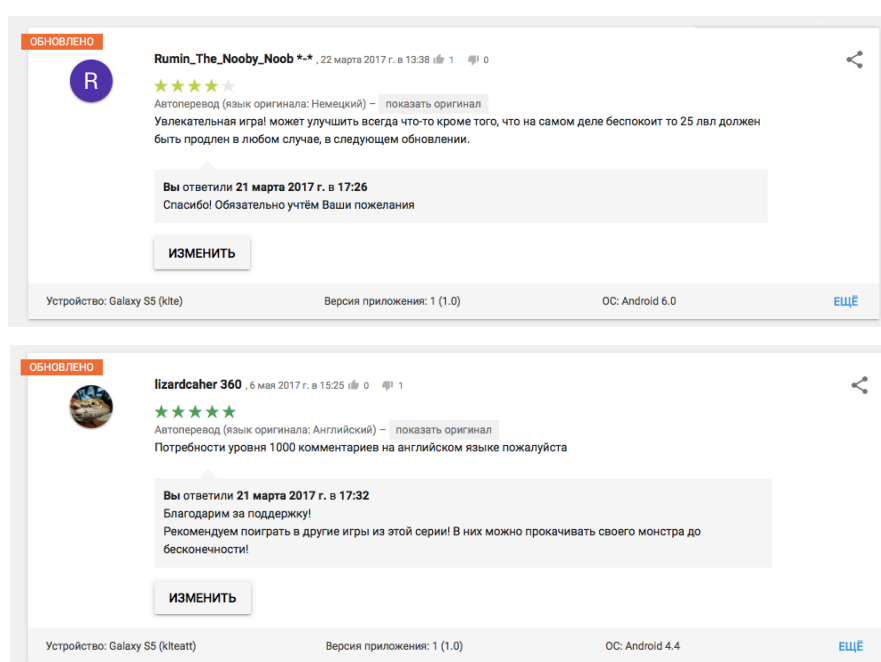 ОБНОВЛЕНО
R
Rumin_The_Nooby_Noob *-* , 22 марта 2017 г. в 13:38 1 0
Автоперевод (язык оригинала: Немецкий) – показать оригинал
Увлекательная игра! может улучшить всегда что-то кроме того, что на самом деле беспокоит то 25 лвл должен
быть продлен в любом случае, в следующем обновлении.
Вы ответили 21 марта 2017 г. в 17:26
Спасибо! Обязательно учтём Ваши пожелания
ИЗМЕНИТЬ
Устройство: Galaxy S5 (klte) Версия приложения: 1 (1.0) ОС: Android 6.0 ЕЩЁ
ОБНОВЛЕНО
lizardcaher 360 , 6 мая 2017 г. в 15:25 0 1
Автоперевод (язык оригинала: Английский) – показать оригинал
Потребности уровня 1000 комментариев на английском языке пожалуйста
Вы ответили 21 марта 2017 г. в 17:32
Благодарим за поддержку!
Рекомендуем поиграть в другие игры из этой серии! В них можно прокачивать своего монстра до
бесконечности!
ИЗМЕНИТЬ
Устройство: Galaxy S5 (klteatt) Версия приложения: 1 (1.0) ОС: Android 4.4 ЕЩЁ